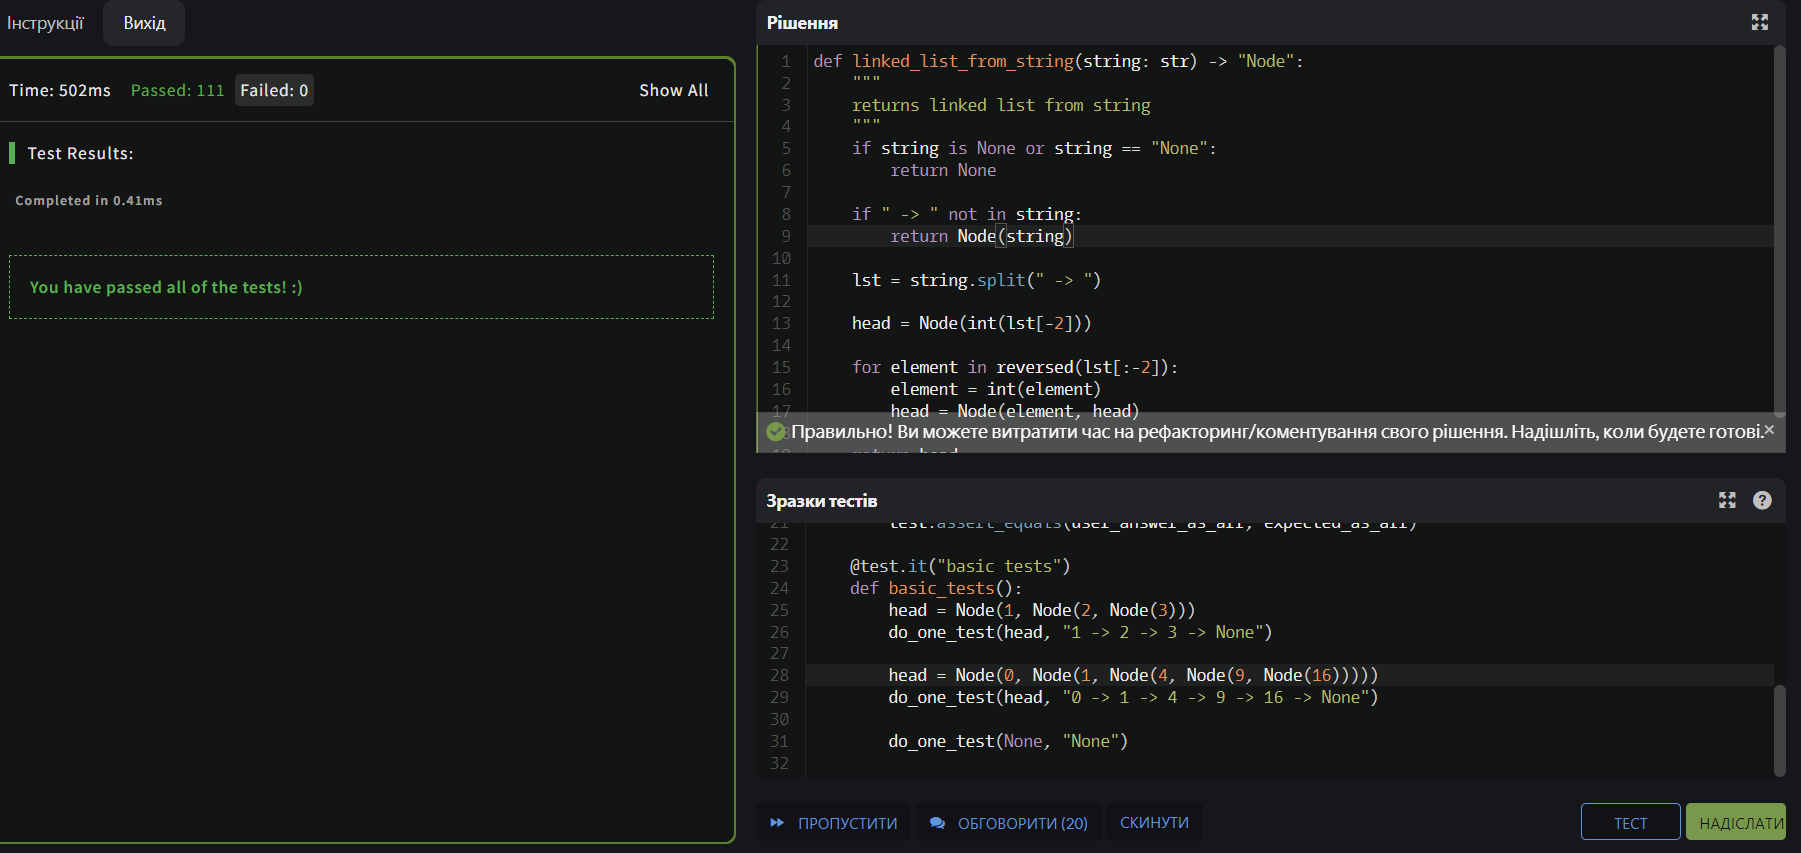 Інструкції
Вихід
Time: 502ms Passed: 111 Failed: 0 Show All
Test Results:
Completed in 0.41ms
You have passed all of the tests! :)
Рішення
1 def linked_list_from_string(string: str) -> "Node":
2 """
3 returns linked list from string
4 """
5 if string is None or string == "None":
6 return None
7
8 if " -> " not in string:
9 return Node(string)
10
11 lst = string.split(" -> ")
12
13 head = Node(int(lst[-2]))
14
15 for element in reversed(lst[:-2]):
16 element = int(element)
17 head = Node(element, head)
Правильно! Ви можете витратити час на рефакторинг/коментування свого рішення. Надішліть, коли будете готові.
Зразки тестів
21 test.assert_equals(user_answer_as_arr, expected_as_arr)
22
23 @test.it("basic tests")
24 def basic_tests():
25 head = Node(1, Node(2, Node(3)))
26 do_one_test(head, "1 -> 2 -> 3 -> None")
27
28 head = Node(0, Node(1, Node(4, Node(9, Node(16)))))
29 do_one_test(head, "0 -> 1 -> 4 -> 9 -> 16 -> None")
30
31 do_one_test(None, "None")
32
ПРОПУСТИТИ
ОБГОВОРИТИ (20)
СКИНУТИ
ТЕСТ
НАДІСЛАТИ